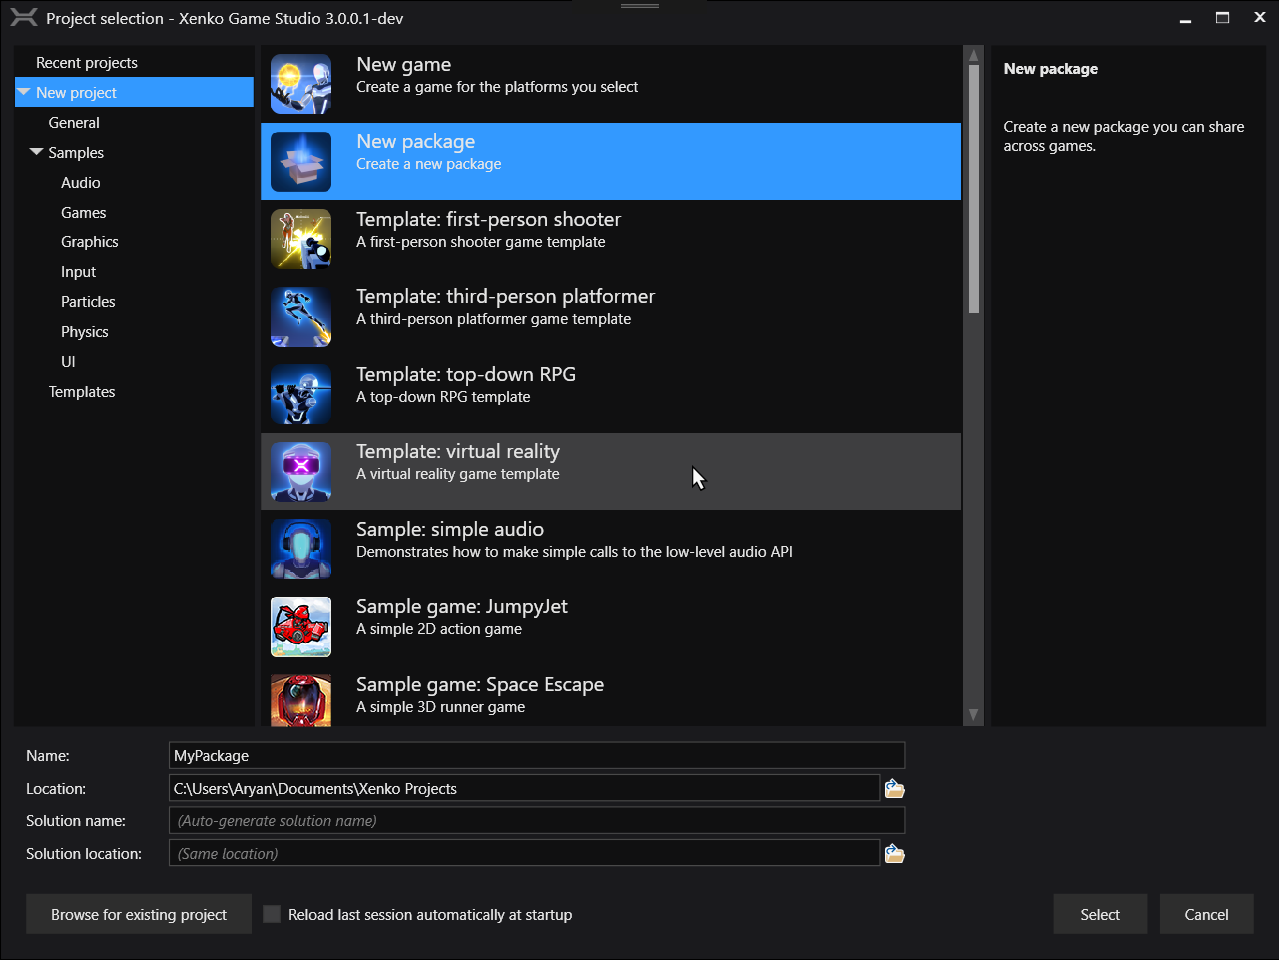 Project selection - Xenko Game Studio 3.0.0.1-dev
Recent projects
New project
General
Samples
Audio
Games
Graphics
Input
Particles
Physics
UI
Templates
New game
Create a game for the platforms you select
New package
Create a new package
Template: first-person shooter
A first-person shooter game template
Template: third-person platformer
A third-person platformer game template
Template: top-down RPG
A top-down RPG template
Template: virtual reality
A virtual reality game template
Sample: simple audio
Demonstrates how to make simple calls to the low-level audio API
Sample game: JumpyJet
A simple 2D action game
Sample game: Space Escape
A simple 3D runner game
New package
Create a new package you can share
across games.
Name:
MyPackage
Location:
C:\Users\Aryan\Documents\Xenko Projects
Solution name:
(Auto-generate solution name)
Solution location:
(Same location)
Browse for existing project
Reload last session automatically at startup
Select
Cancel